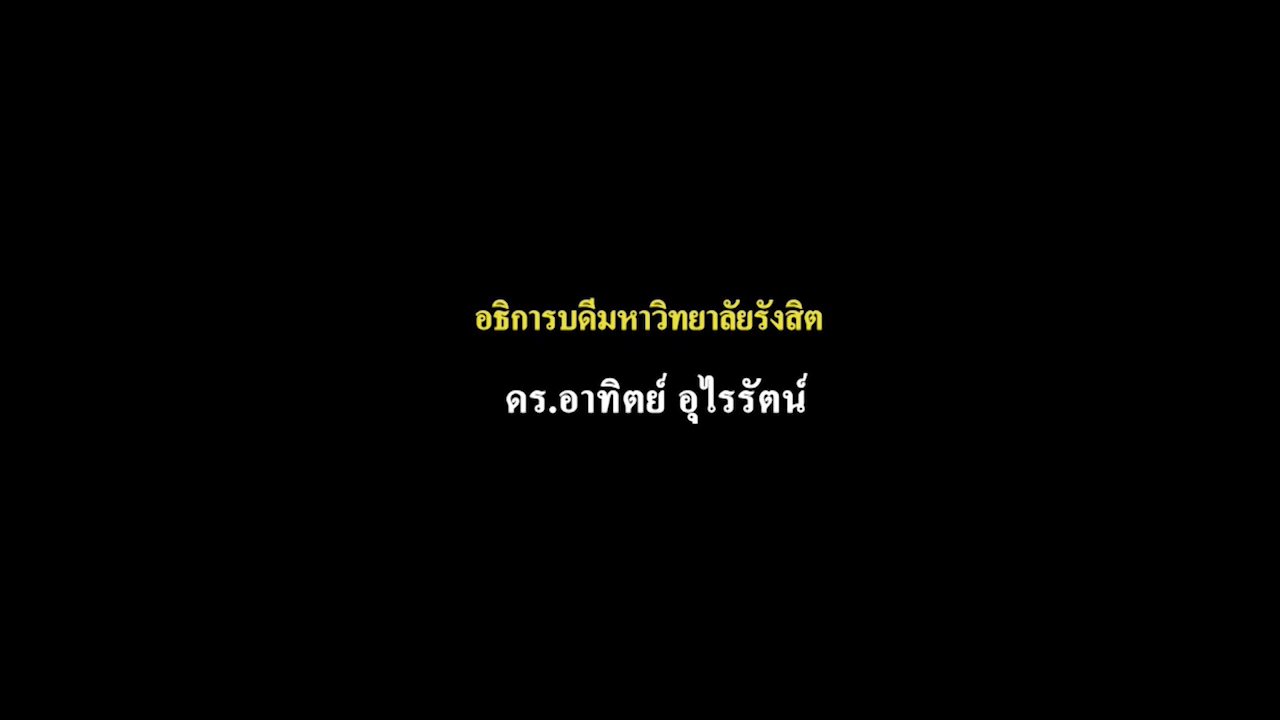 อธิการบดีมหาวิทยาลัยรังสิต
ดร.อาทิตย์ อุไรรัตน์